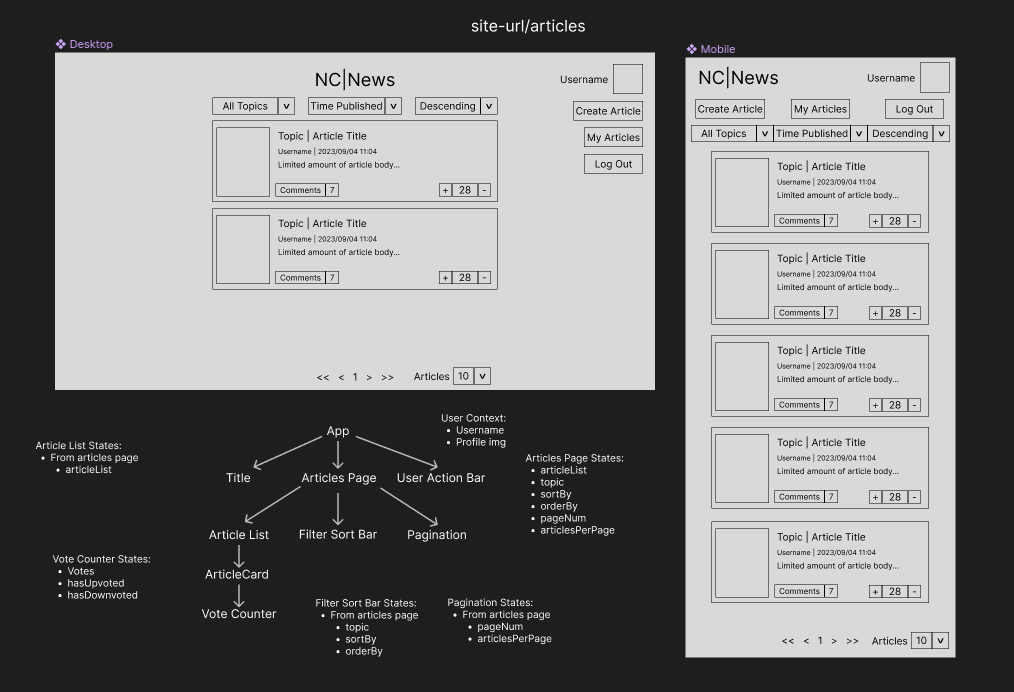 site-url/articles
Desktop
NC|News
Username
All Topics v Time Published v Descending v
Create Article
My Articles
Log Out
Topic | Article Title
Username | 2023/09/04 11:04
Limited amount of article body...
Comments 7 + 28 -
Topic | Article Title
Username | 2023/09/04 11:04
Limited amount of article body...
Comments 7 + 28 -
<< < 1 > >> Articles 10 v
Mobile
NC|News Username
Create Article My Articles Log Out
All Topics v Time Published v Descending v
Topic | Article Title
Username | 2023/09/04 11:04
Limited amount of article body...
Comments 7 + 28 -
Topic | Article Title
Username | 2023/09/04 11:04
Limited amount of article body...
Comments 7 + 28 -
Topic | Article Title
Username | 2023/09/04 11:04
Limited amount of article body...
Comments 7 + 28 -
Topic | Article Title
Username | 2023/09/04 11:04
Limited amount of article body...
Comments 7 + 28 -
Topic | Article Title
Username | 2023/09/04 11:04
Limited amount of article body...
Comments 7 + 28 -
<< < 1 > >> Articles 10 v
App
Title Articles Page User Action Bar
Article List Filter Sort Bar Pagination
ArticleCard
Vote Counter
Article List States:
• From articles page
• articleList
User Context:
• Username
• Profile img
Articles Page States:
• articleList
• topic
• sortBy
• orderBy
• pageNum
• articlesPerPage
Vote Counter States:
• Votes
• hasUpvoted
• hasDownvoted
Filter Sort Bar States:
• From articles page
• topic
• sortBy
• orderBy
Pagination States:
• From articles page
• pageNum
• articlesPerPage